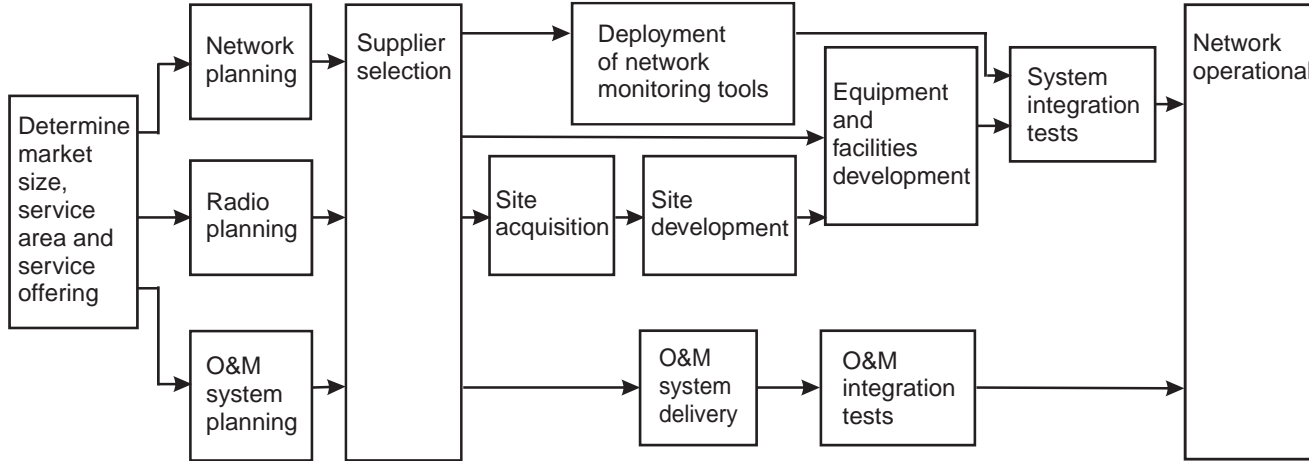 Determine
market
size,
service
area and
service
offering
Network
planning
Radio
planning
O&M
system
planning
Supplier
selection
Deployment
of network
monitoring tools
Site
acquisition
Site
development
Equipment
and
facilities
development
O&M
system
delivery
O&M
integration
tests
System
integration
tests
Network
operational